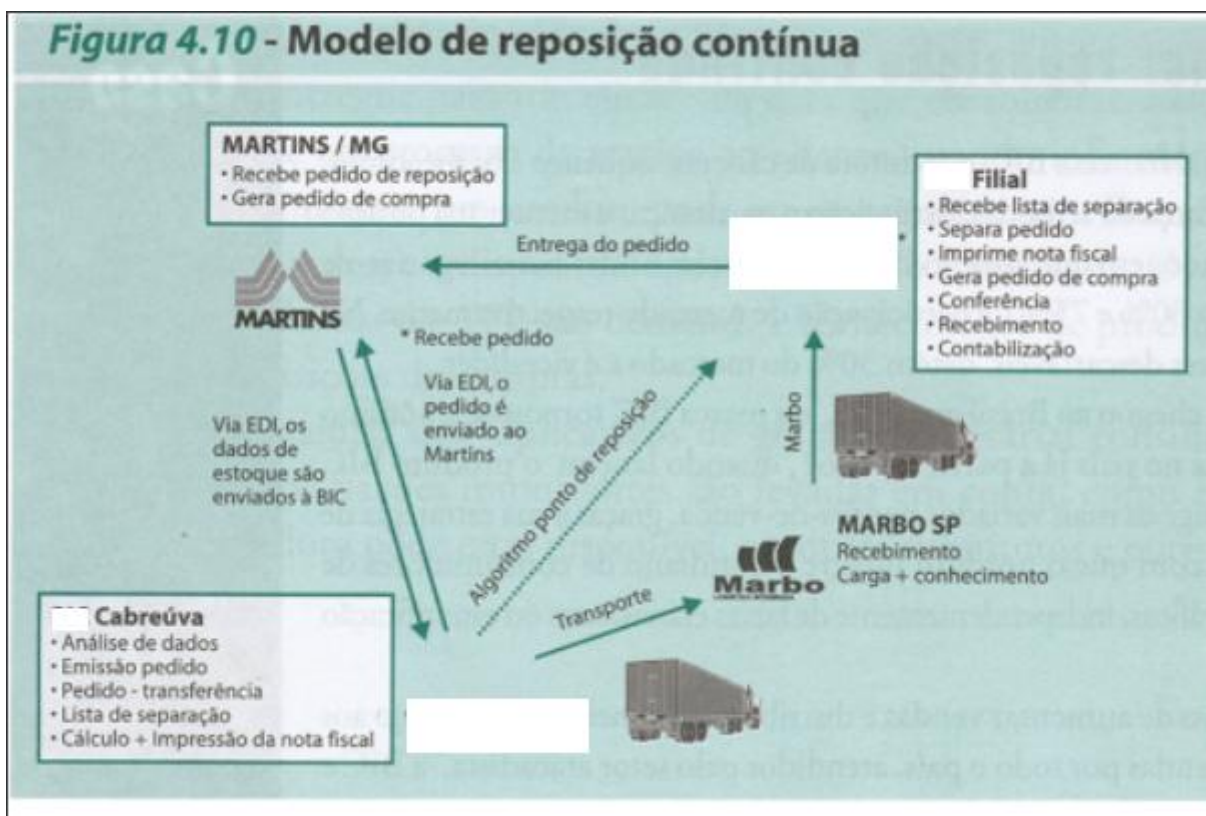 Figura 4.10 - Modelo de reposição contínua
MARTINS / MG
• Recebe pedido de reposição
• Gera pedido de compra
Filial
• Recebe lista de separação
• Separa pedido
• Imprime nota fiscal
• Gera pedido de compra
• Conferência
• Recebimento
• Contabilização
Entrega do pedido
*
MARTINS
* Recebe pedido
Via EDI, o
pedido é
enviado ao
Martins
Via EDI, os
dados de
estoque são
enviados à BIC
Algoritmo ponto de reposição
Marbo
MARBO SP
Recebimento
Carga + conhecimento
Marbo
Transporte
Cabreúva
• Análise de dados
• Emissão pedido
• Pedido - transferência
• Lista de separação
• Cálculo + Impressão da nota fiscal